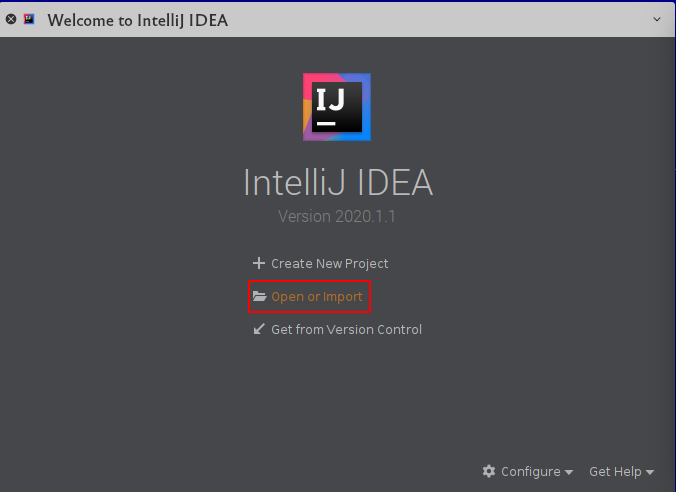 Welcome to IntelliJ IDEA
IJ
IntelliJ IDEA
Version 2020.1.1
Create New Project
Open or Import
Get from Version Control
Configure Get Help